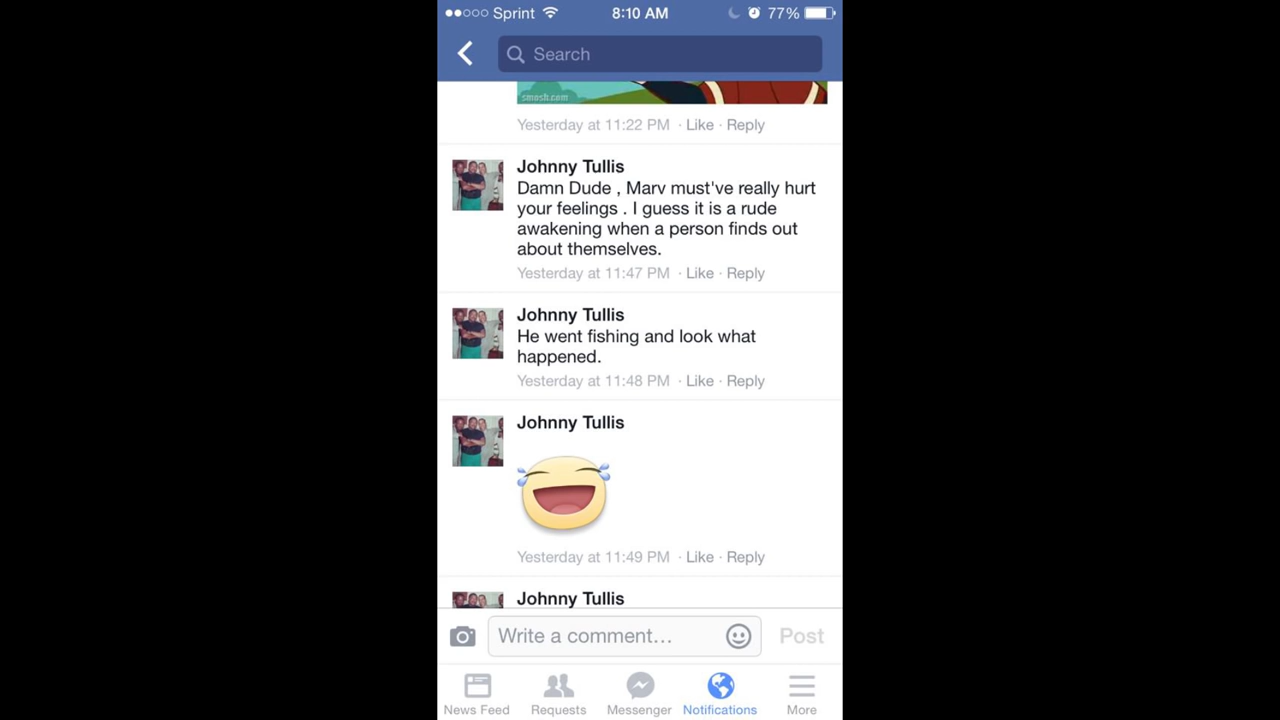 Sprint 8:10 AM 77%
Search
smosh.com
Yesterday at 11:22 PM · Like · Reply
Johnny Tullis
Damn Dude , Marv must've really hurt
your feelings . I guess it is a rude
awakening when a person finds out
about themselves.
Yesterday at 11:47 PM · Like · Reply
Johnny Tullis
He went fishing and look what
happened.
Yesterday at 11:48 PM · Like · Reply
Johnny Tullis
Yesterday at 11:49 PM · Like · Reply
Johnny Tullis
Write a comment... Post
News Feed Requests Messenger Notifications More